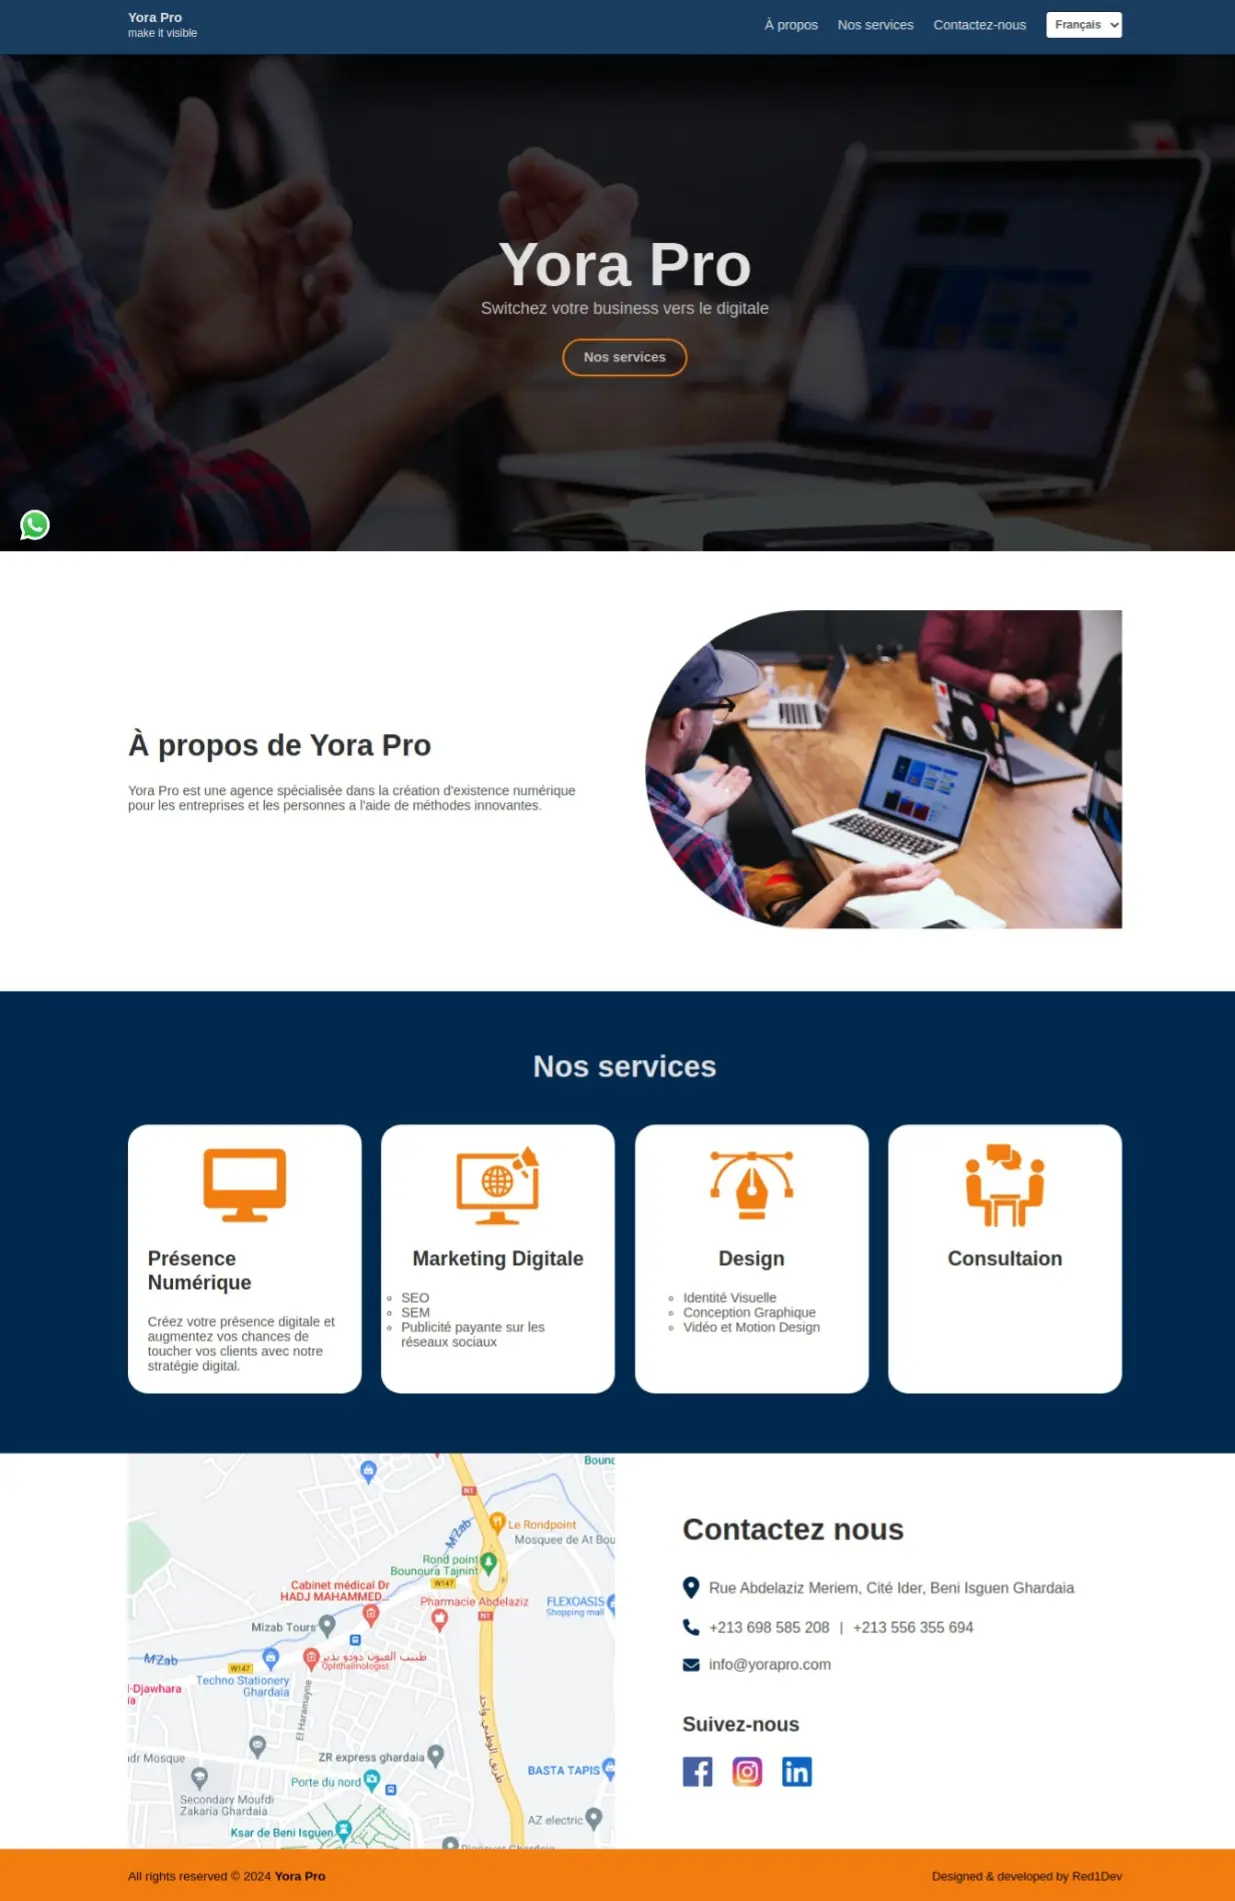 Yora Pro
make it visible
À propos
Nos services
Contactez-nous
Français
Yora Pro
Switchez votre business vers le digitale
Nos services
À propos de Yora Pro
Yora Pro est une agence spécialisée dans la création d'existence numérique
pour les entreprises et les personnes a l'aide de méthodes innovantes.
Nos services
Présence
Numérique
Créez votre présence digitale et
augmentez vos chances de
toucher vos clients avec notre
stratégie digital.
Marketing Digitale
SEO
SEM
Publicité payante sur les
réseaux sociaux
Design
Identité Visuelle
Conception Graphique
Vidéo et Motion Design
Consultaion
Boun
N1
M'Zab
Le Rondpoint
Mosquee de At Bou
Rond point
Bounoura Tajnint
W147
Cabinet médical Dr
HADJ MAHAMMED...
Pharmacie Abdelaziz
FLEXOASIS
Shopping mall
N1
Mizab Tours
M'Zab
W147
طبيب العيون دودو بدير
Ophthalmologist
Techno Stationery
Ghardaia
l-Djawhara
ia
El Haramayne
طريق الوطني واحد
dr Mosque
ZR express ghardaia
BASTA TAPIS
Porte du nord
Secondary Moufdi
Zakaria Ghardaia
AZ electric
Ksar de Beni Isguen
Contactez nous
Rue Abdelaziz Meriem, Cité Ider, Beni Isguen Ghardaia
+213 698 585 208 | +213 556 355 694
info@yorapro.com
Suivez-nous
All rights reserved © 2024 Yora Pro
Designed & developed by Red1Dev